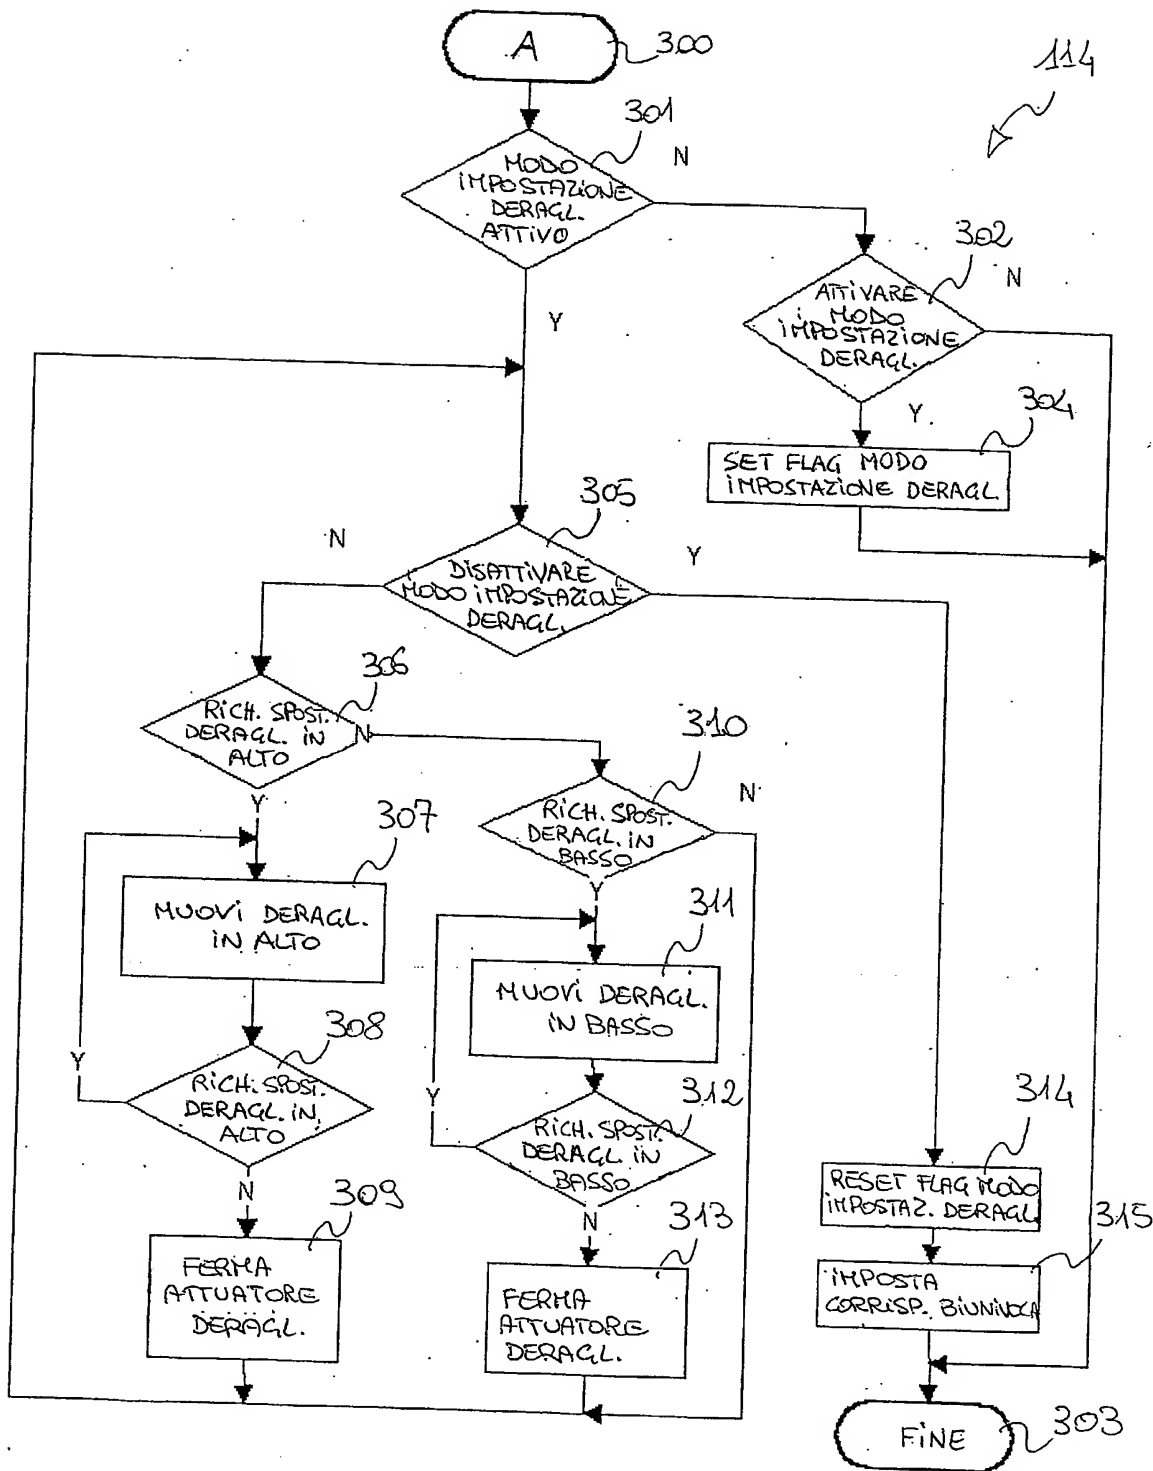 A
300
114
301
MODO
IMPOSTAZIONE
DERAGL.
ATTIVO
N
Y
302
ATTIVARE
MODO
IMPOSTAZIONE
DERAGL.
N
Y.
304
SET FLAG MODO
IMPOSTAZIONE DERAGL
305
DISATTIVARE
MODO IMPOSTAZIONE
DERAGL.
N
Y
306
RICH. SPOST.
DERAGL. IN
ALTO
N
Y
310
RICH. SPOST.
DERAGL. IN
BASSO
N
Y
307
MUOVI DERAGL.
IN ALTO
311
MUOVI DERAGL.
IN BASSO
308
RICH. SPOST.
DERAGL. IN
ALTO
Y
N
312
RICH. SPOST.
DERAGL. IN
BASSO
Y
N
309
FERMA
ATTUATORE
DERAGL.
313
FERMA
ATTUATORE
DERAGL.
314
RESET FLAG MODO
IMPOSTAZ. DERAGL.
315
IMPOSTA
CORRISP. BIUNIVOCA
FINE
303